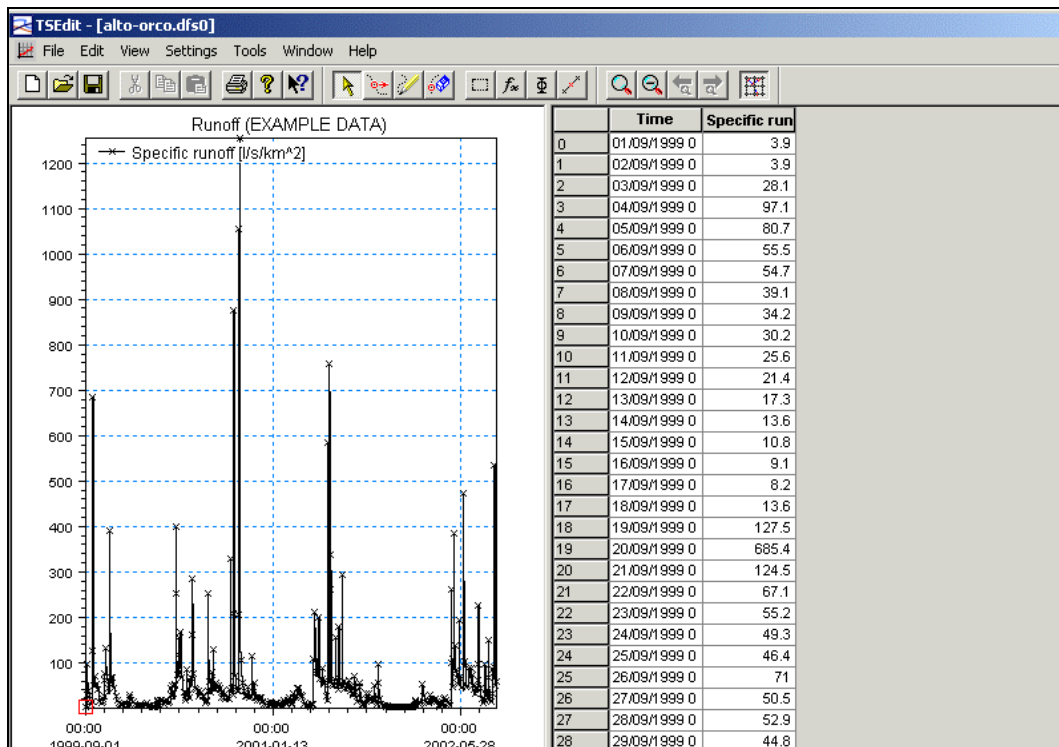 TSEdit - [alto-orco.dfs0]
File Edit View Settings Tools Window Help
Runoff (EXAMPLE DATA)
Specific runoff [l/s/km^2]
1200
1100
1000
900
800
700
600
500
400
300
200
100
00:00 00:00 00:00
1999-09-01 2001-01-13 2002-05-28
Time Specific run
0 01/09/1999 0 3.9
1 02/09/1999 0 3.9
2 03/09/1999 0 28.1
3 04/09/1999 0 97.1
4 05/09/1999 0 80.7
5 06/09/1999 0 55.5
6 07/09/1999 0 54.7
7 08/09/1999 0 39.1
8 09/09/1999 0 34.2
9 10/09/1999 0 30.2
10 11/09/1999 0 25.6
11 12/09/1999 0 21.4
12 13/09/1999 0 17.3
13 14/09/1999 0 13.6
14 15/09/1999 0 10.8
15 16/09/1999 0 9.1
16 17/09/1999 0 8.2
17 18/09/1999 0 13.6
18 19/09/1999 0 127.5
19 20/09/1999 0 685.4
20 21/09/1999 0 124.5
21 22/09/1999 0 67.1
22 23/09/1999 0 55.2
23 24/09/1999 0 49.3
24 25/09/1999 0 46.4
25 26/09/1999 0 71
26 27/09/1999 0 50.5
27 28/09/1999 0 52.9
28 29/09/1999 0 44.8